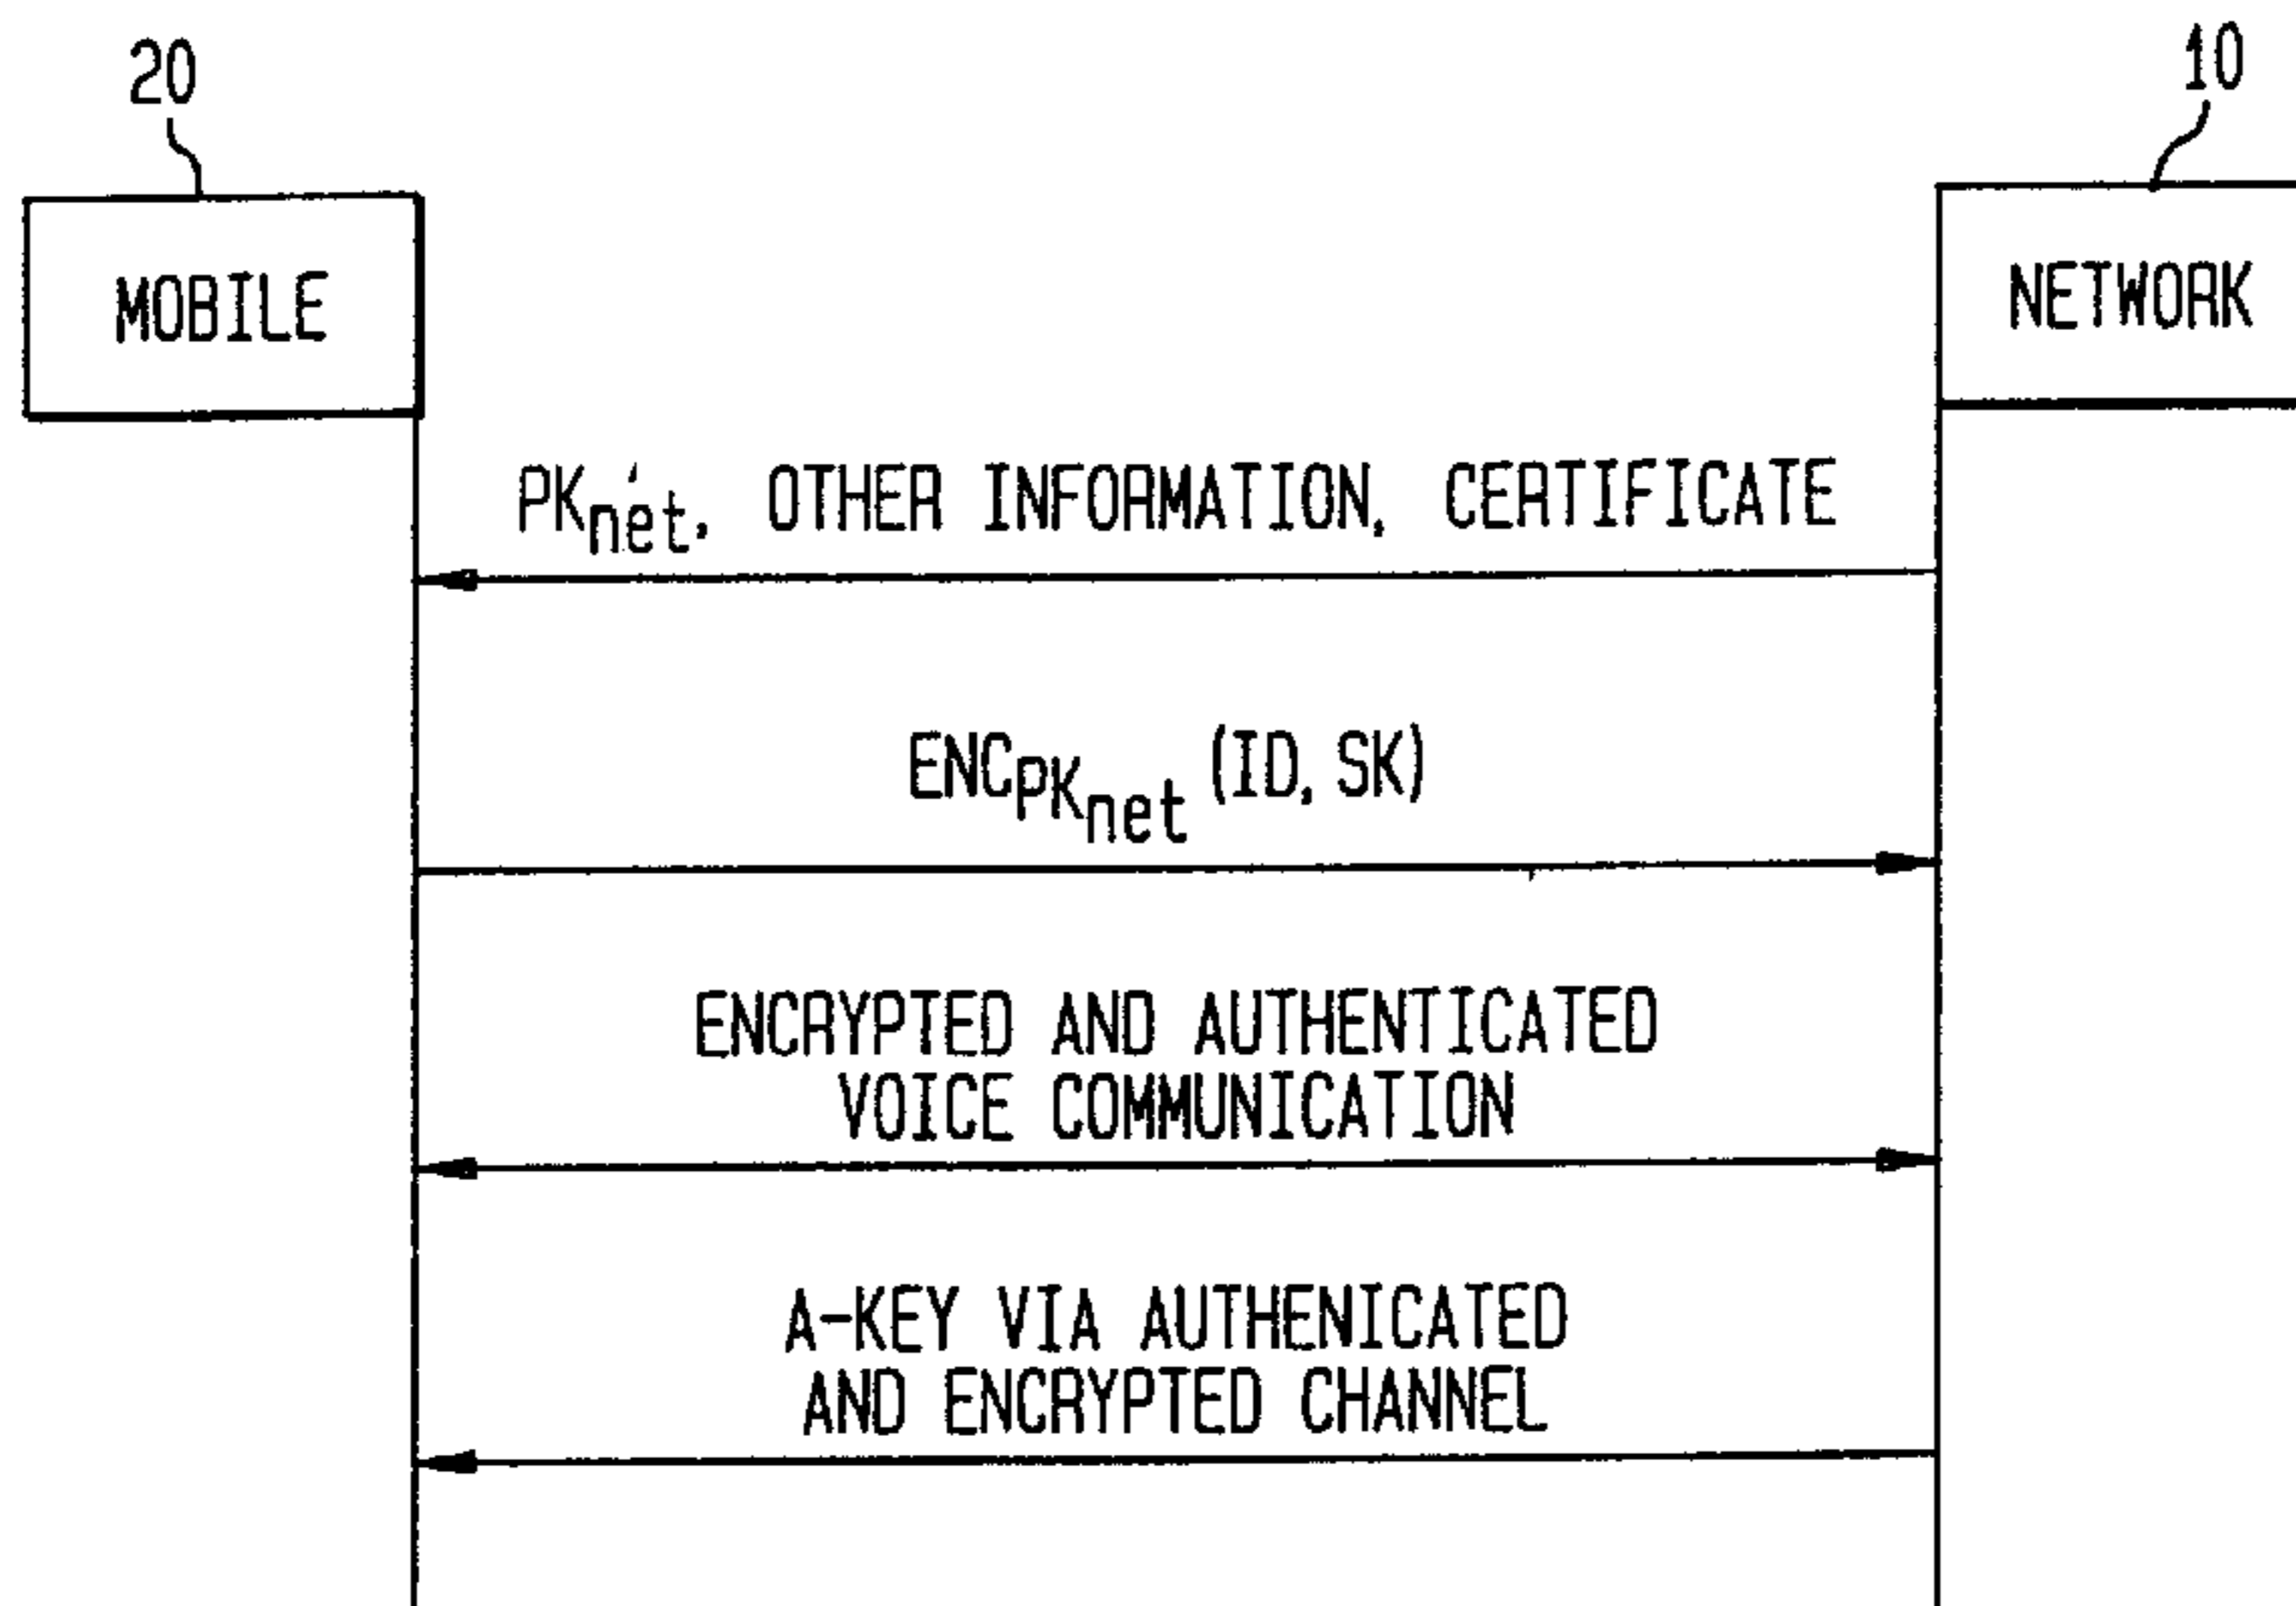 20
10
MOBILE
NETWORK
PKnet, OTHER INFORMATION, CERTIFICATE
ENCPKnet (ID, SK)
ENCRYPTED AND AUTHENTICATED
VOICE COMMUNICATION
A-KEY VIA AUTHENICATED
AND ENCRYPTED CHANNEL